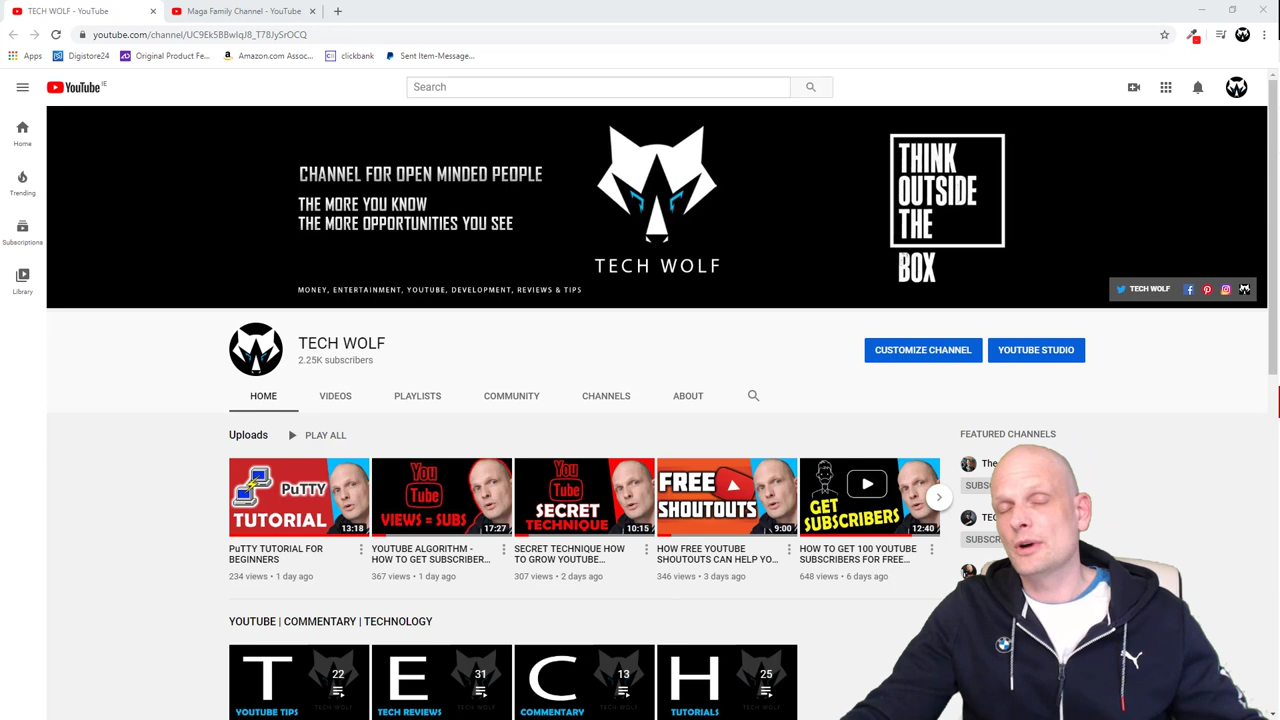 TECH WOLF - YouTube
Maga Family Channel - YouTube
youtube.com/channel/UC9Ek5BBwIqJ8_T78JySrOCQ
Apps
Digistore24
Original Product Fe...
Amazon.com Assoc...
clickbank
Sent Item-Message...
YouTube IE
Search
Home
Trending
Subscriptions
Library
CHANNEL FOR OPEN MINDED PEOPLE
THE MORE YOU KNOW
THE MORE OPPORTUNITIES YOU SEE
MONEY, ENTERTAINMENT, YOUTUBE, DEVELOPMENT, REVIEWS & TIPS
TECH WOLF
THINK
OUTSIDE
THE
BOX
TECH WOLF
TECH WOLF
2.25K subscribers
CUSTOMIZE CHANNEL
YOUTUBE STUDIO
HOME
VIDEOS
PLAYLISTS
COMMUNITY
CHANNELS
ABOUT
Uploads
PLAY ALL
PuTTY
TUTORIAL
13:18
PuTTY TUTORIAL FOR
BEGINNERS
234 views • 1 day ago
You
Tube
VIEWS = SUBS
17:27
YOUTUBE ALGORITHM -
HOW TO GET SUBSCRIBER...
367 views • 1 day ago
You
Tube
SECRET
TECHNIQUE
10:15
SECRET TECHNIQUE HOW
TO GROW YOUTUBE...
307 views • 2 days ago
FREE
SHOUTOUTS
9:00
HOW FREE YOUTUBE
SHOUTOUTS CAN HELP YO...
346 views • 3 days ago
GET
SUBSCRIBERS
12:40
HOW TO GET 100 YOUTUBE
SUBSCRIBERS FOR FREE...
648 views • 6 days ago
FEATURED CHANNELS
The
SUBS
TEC
SUBSCR
YOUTUBE | COMMENTARY | TECHNOLOGY
T
22
YOUTUBE TIPS
E
31
TECH REVIEWS
C
13
COMMENTARY
H
25
TUTORIALS